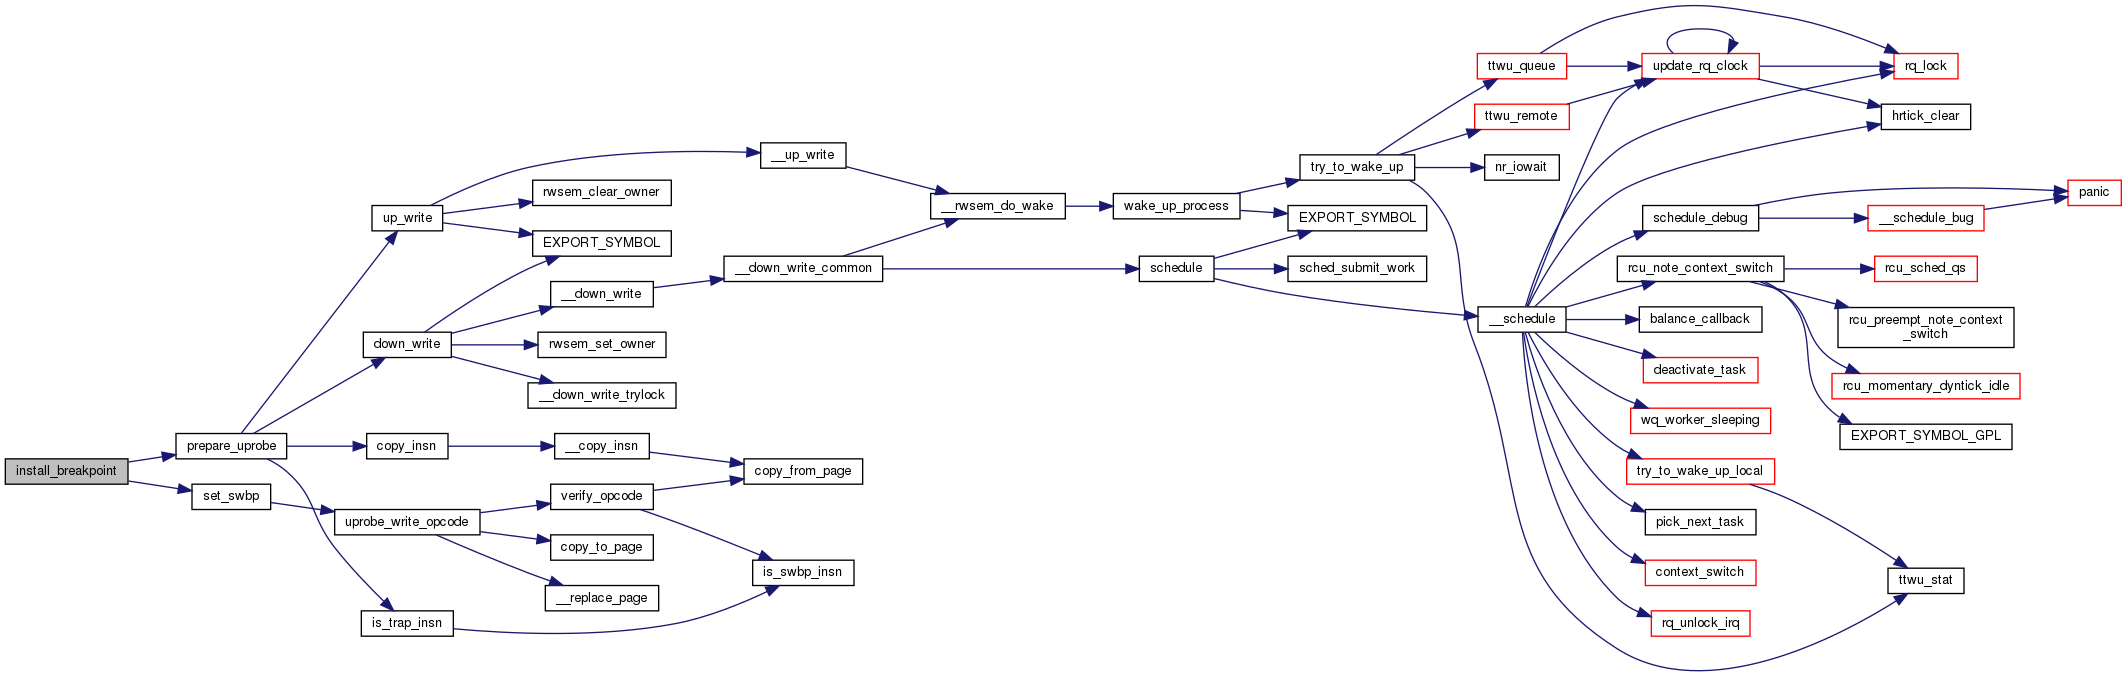 install_breakpoint
prepare_uprobe
set_swbp
up_write
down_write
copy_insn
uprobe_write_opcode
is_trap_insn
rwsem_clear_owner
EXPORT_SYMBOL
__down_write
rwsem_set_owner
__down_write_trylock
__copy_insn
verify_opcode
copy_to_page
__replace_page
__up_write
__down_write_common
copy_from_page
is_swbp_insn
__rwsem_do_wake
wake_up_process
schedule
try_to_wake_up
EXPORT_SYMBOL
sched_submit_work
ttwu_queue
ttwu_remote
nr_iowait
__schedule
update_rq_clock
schedule_debug
rcu_note_context_switch
balance_callback
deactivate_task
wq_worker_sleeping
try_to_wake_up_local
pick_next_task
context_switch
rq_unlock_irq
rq_lock
hrtick_clear
__schedule_bug
rcu_sched_qs
rcu_preempt_note_context
_switch
rcu_momentary_dyntick_idle
EXPORT_SYMBOL_GPL
ttwu_stat
panic